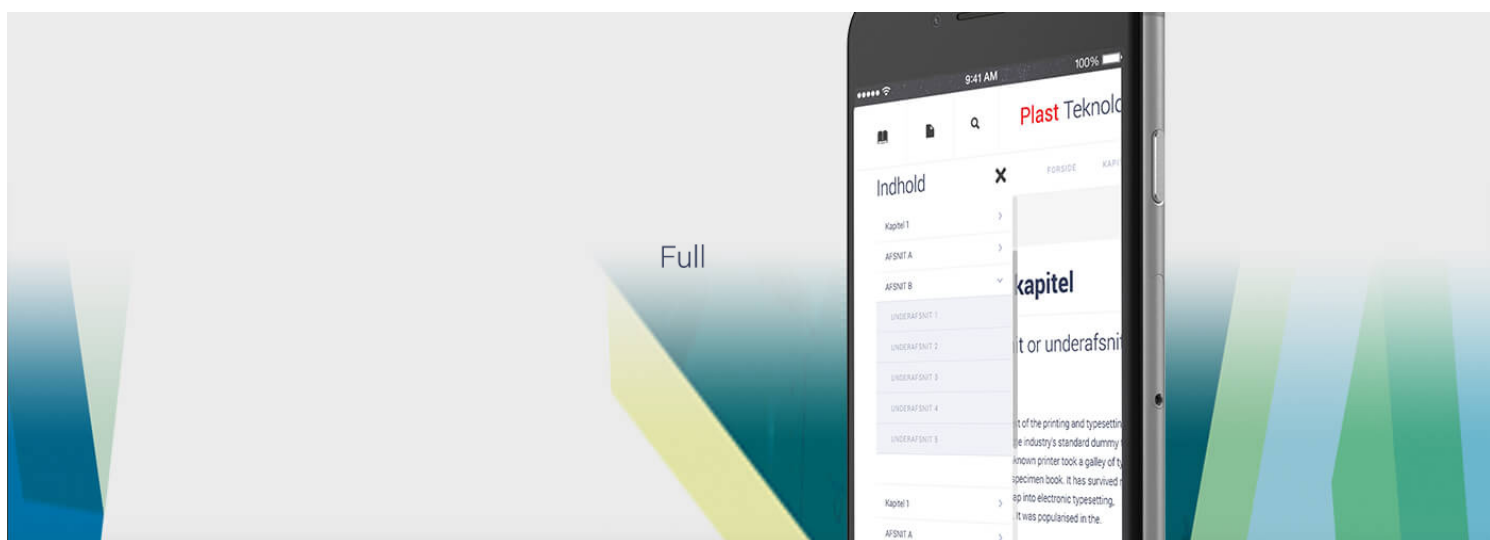 Full
9:41 AM
100%
Plast Teknolo
FORSIDE KAPI
Indhold
Kapitel 1
AFSNIT A
AFSNIT B
UNDERAFSNIT 1
UNDERAFSNIT 2
UNDERAFSNIT 3
UNDERAFSNIT 4
UNDERAFSNIT 5
Kapitel 1
AFSNIT A
kapitel
it or underafsnit
t of the printing and typesettin
e industry's standard dummy t
known printer took a galley of ty
specimen book. It has survived n
ap into electronic typesetting,
. It was popularised in the.